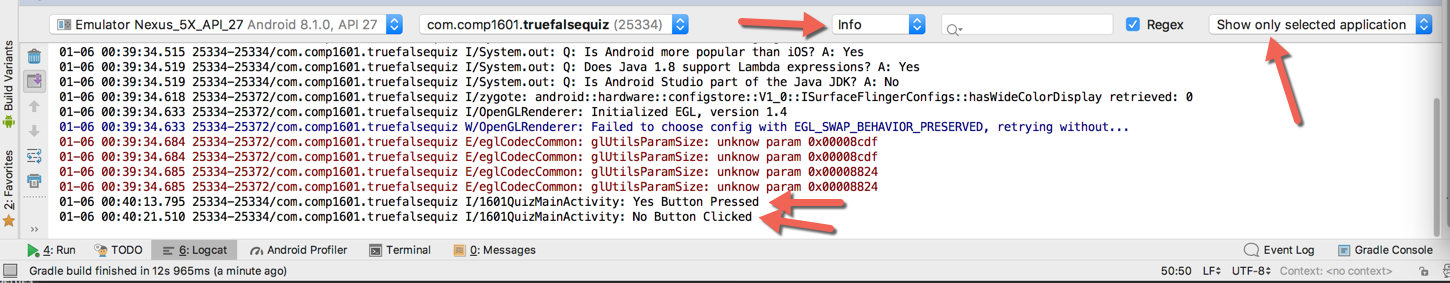 Emulator Nexus_5X_API_27 Android 8.1.0, API 27 com.comp1601.truefalsequiz (25334) Info Regex Show only selected application
01-06 00:39:34.515 25334-25334/com.comp1601.truefalsequiz I/System.out: Q: Is Android more popular than iOS? A: Yes
01-06 00:39:34.519 25334-25334/com.comp1601.truefalsequiz I/System.out: Q: Does Java 1.8 support Lambda expressions? A: Yes
01-06 00:39:34.519 25334-25334/com.comp1601.truefalsequiz I/System.out: Q: Is Android Studio part of the Java JDK? A: No
01-06 00:39:34.618 25334-25372/com.comp1601.truefalsequiz I/zygote: android::hardware::configstore::V1_0::ISurfaceFlingerConfigs::hasWideColorDisplay retrieved: 0
01-06 00:39:34.633 25334-25372/com.comp1601.truefalsequiz I/OpenGLRenderer: Initialized EGL, version 1.4
01-06 00:39:34.633 25334-25372/com.comp1601.truefalsequiz W/OpenGLRenderer: Failed to choose config with EGL_SWAP_BEHAVIOR_PRESERVED, retrying without...
01-06 00:39:34.684 25334-25372/com.comp1601.truefalsequiz E/eglCodecCommon: glUtilsParamSize: unknow param 0x00008cdf
01-06 00:39:34.684 25334-25372/com.comp1601.truefalsequiz E/eglCodecCommon: glUtilsParamSize: unknow param 0x00008cdf
01-06 00:39:34.685 25334-25372/com.comp1601.truefalsequiz E/eglCodecCommon: glUtilsParamSize: unknow param 0x00008824
01-06 00:39:34.685 25334-25372/com.comp1601.truefalsequiz E/eglCodecCommon: glUtilsParamSize: unknow param 0x00008824
01-06 00:40:13.795 25334-25334/com.comp1601.truefalsequiz I/1601QuizMainActivity: Yes Button Pressed
01-06 00:40:21.510 25334-25334/com.comp1601.truefalsequiz I/1601QuizMainActivity: No Button Clicked
Build Variants
2: Favorites
4: Run TODO 6: Logcat Android Profiler Terminal 0: Messages Event Log Gradle Console
Gradle build finished in 12s 965ms (a minute ago) 50:50 LF UTF-8 Context: <no context>